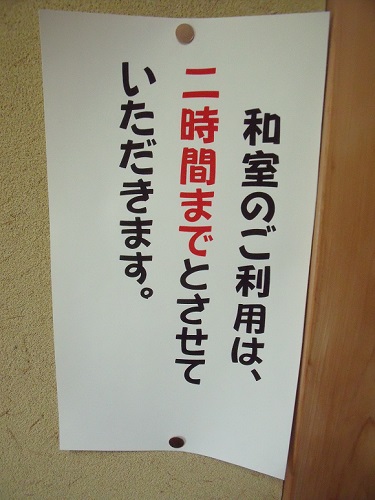 和室のご利用は、
二時間までとさせて
いただきます。